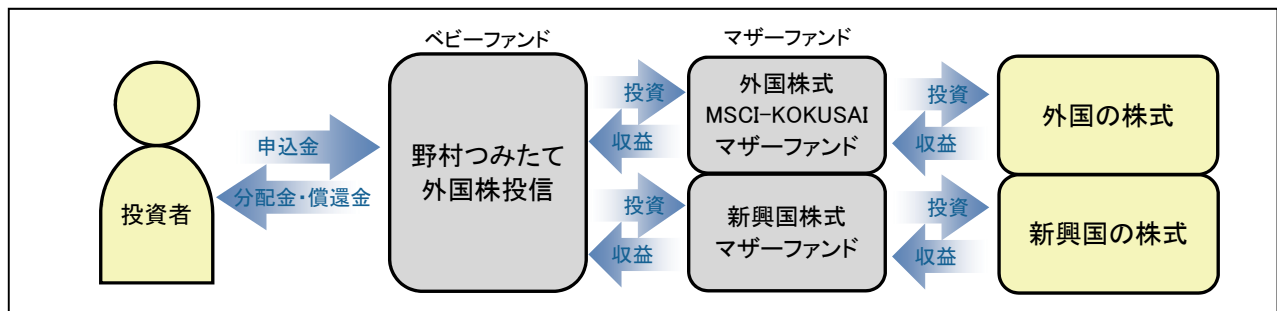 ベビーファンド
マザーファンド
投資者
申込金
分配金・償還金
野村つみたて
外国株投信
投資
収益
投資
収益
外国株式
MSCI-KOKUSAI
マザーファンド
新興国株式
マザーファンド
投資
収益
投資
収益
外国の株式
新興国の株式